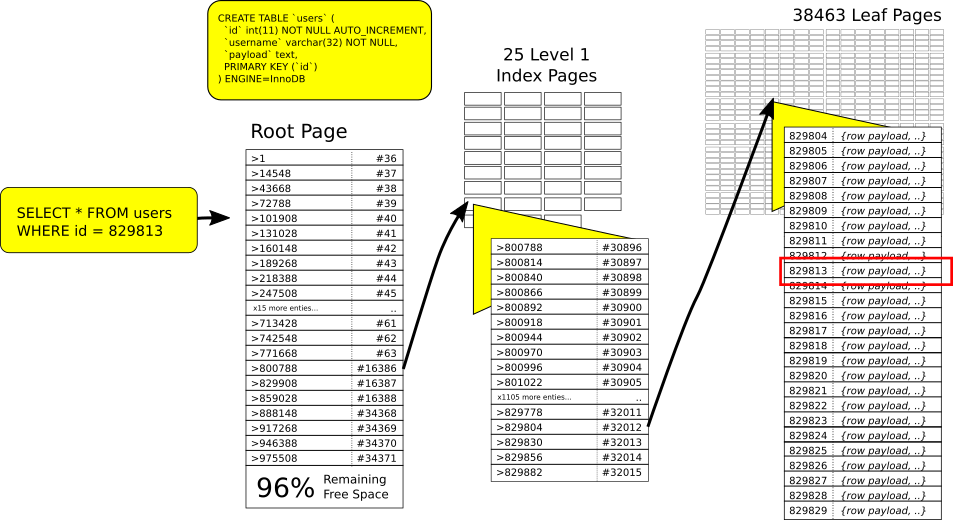 CREATE TABLE `users` (
`id` int(11) NOT NULL AUTO_INCREMENT,
`username` varchar(32) NOT NULL,
`payload` text,
PRIMARY KEY (`id`)
) ENGINE=InnoDB
SELECT * FROM users
WHERE id = 829813
Root Page
>1 #36
>14548 #37
>43668 #38
>72788 #39
>101908 #40
>131028 #41
>160148 #42
>189268 #43
>218388 #44
>247508 #45
x15 more enties... ..
>713428 #61
>742548 #62
>771668 #63
>800788 #16386
>829908 #16387
>859028 #16388
>888148 #34368
>917268 #34369
>946388 #34370
>975508 #34371
96% Remaining
Free Space
25 Level 1
Index Pages
>800788 #30896
>800814 #30897
>800840 #30898
>800866 #30899
>800892 #30900
>800918 #30901
>800944 #30902
>800970 #30903
>800996 #30904
>801022 #30905
x1105 more enties... ..
>829778 #32011
>829804 #32012
>829830 #32013
>829856 #32014
>829882 #32015
38463 Leaf Pages
829804 {row payload, ..}
829805 {row payload, ..}
829806 {row payload, ..}
829807 {row payload, ..}
829808 {row payload, ..}
829809 {row payload, ..}
829810 {row payload, ..}
829811 {row payload, ..}
829812 {row payload, ..}
829813 {row payload, ..}
829814 {row payload, ..}
829815 {row payload, ..}
829816 {row payload, ..}
829817 {row payload, ..}
829818 {row payload, ..}
829819 {row payload, ..}
829820 {row payload, ..}
829821 {row payload, ..}
829822 {row payload, ..}
829823 {row payload, ..}
829824 {row payload, ..}
829825 {row payload, ..}
829826 {row payload, ..}
829827 {row payload, ..}
829828 {row payload, ..}
829829 {row payload, ..}